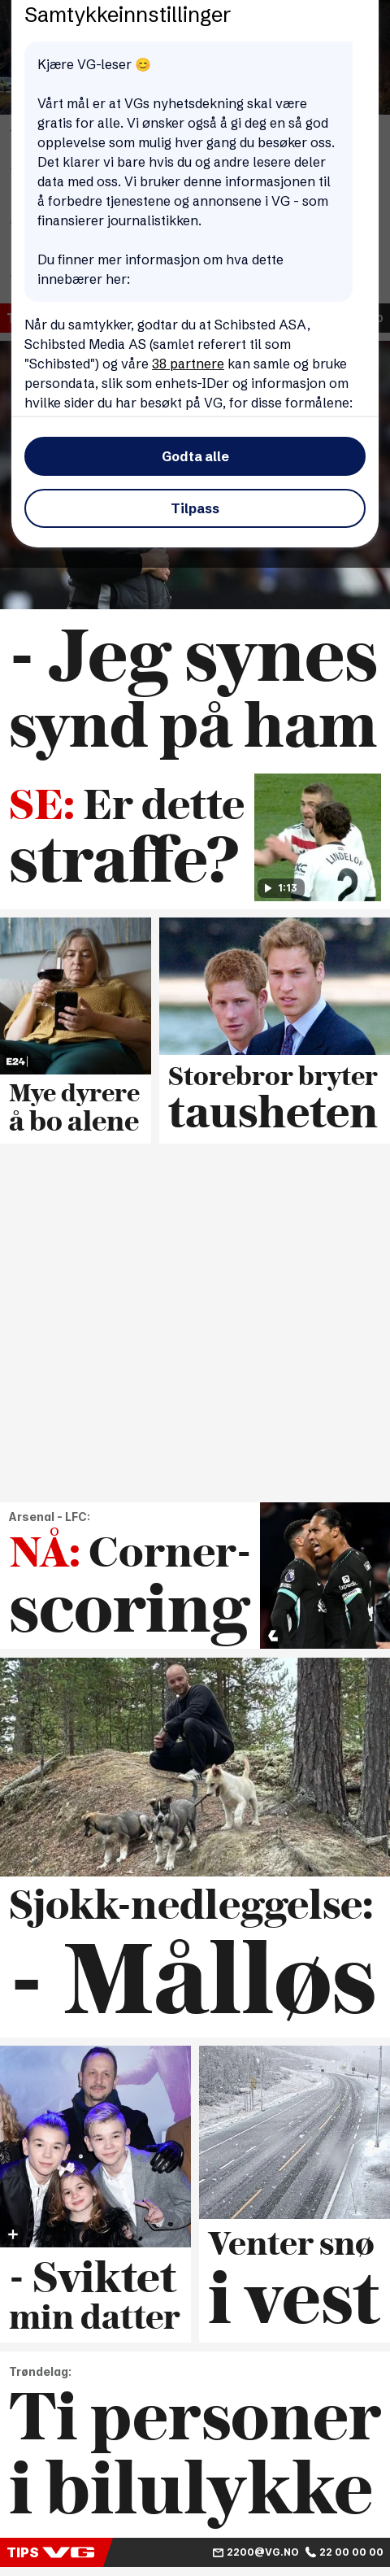 Samtykkeinnstillinger
Kjære VG-leser 😊
Vårt mål er at VGs nyhetsdekning skal være
gratis for alle. Vi ønsker også å gi deg en så god
opplevelse som mulig hver gang du besøker oss.
Det klarer vi bare hvis du og andre lesere deler
data med oss. Vi bruker denne informasjonen til
å forbedre tjenestene og annonsene i VG - som
finansierer journalistikken.
Du finner mer informasjon om hva dette
innebærer her:
Når du samtykker, godtar du at Schibsted ASA,
Schibsted Media AS (samlet referert til som
"Schibsted") og våre 38 partnere kan samle og bruke
persondata, slik som enhets-IDer og informasjon om
hvilke sider du har besøkt på VG, for disse formålene:
Godta alle
Tilpass
- Jeg synes
synd på ham
SE: Er dette
straffe?
LINDELÖF
2
1:13
E24
Mye dyrere
å bo alene
Storebror bryter
tausheten
Arsenal - LFC:
NÅ: Corner-
scoring
Sjokk-nedleggelse:
- Målløs
- Sviktet
min datter
Venter snø
i vest
Trøndelag:
Ti personer
i bilulykke
TIPS VG 2200@VG.NO 22 00 00 00